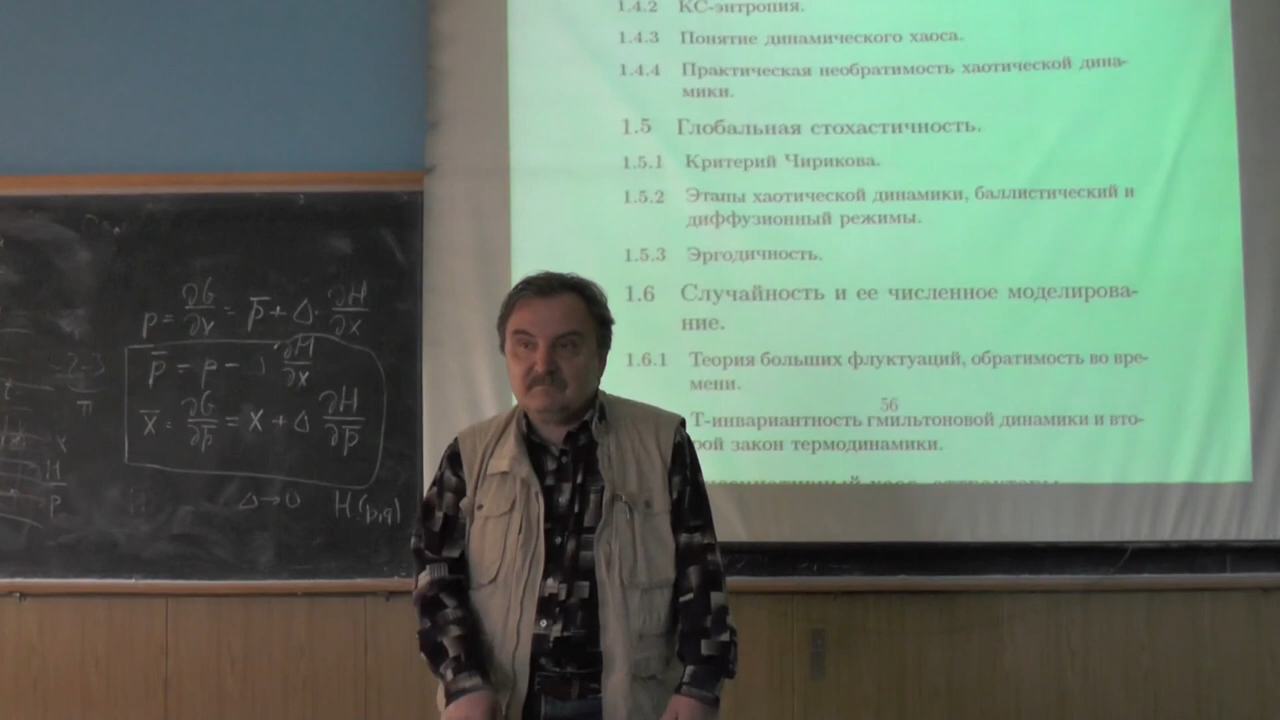 1.4.2 КС-энтропия.
1.4.3 Понятие динамического хаоса.
1.4.4 Практическая необратимость хаотической дина-
мики.
1.5 Глобальная стохастичность.
1.5.1 Критерий Чирикова.
1.5.2 Этапы хаотической динамики, баллистический и
диффузионный режимы.
1.5.3 Эргодичность.
1.6 Случайность и ее численное моделирова-
ние.
1.6.1 Теория больших флуктуаций, обратимость во вре-
мени.
56
Т-инвариантность гмильтоновой динамики и вто-
рой закон термодинамики.
p = ∂G/∂x = p̅ + Δ · ∂H/∂x
p̅ = p − ∂H/∂x
x̅ = ∂G/∂p̅ = x + Δ ∂H/∂p̅
Δ→0 H(p,q)